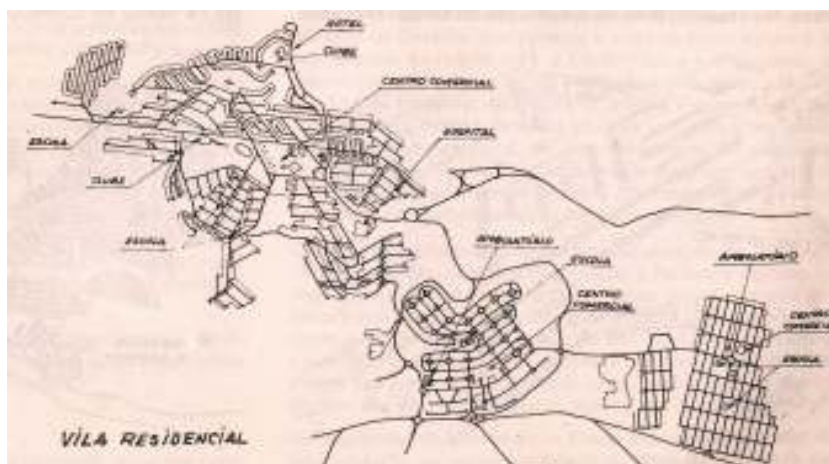 HOTEL
CLUBE
CENTRO COMERCIAL
HOSPITAL
ESCOLA
CLUBE
ESCOLA
AMBULATÓRIO
ESCOLA
CENTRO
COMERCIAL
AMBULATÓRIO
CENTRO
COMERCIAL
ESCOLA
VILA RESIDENCIAL